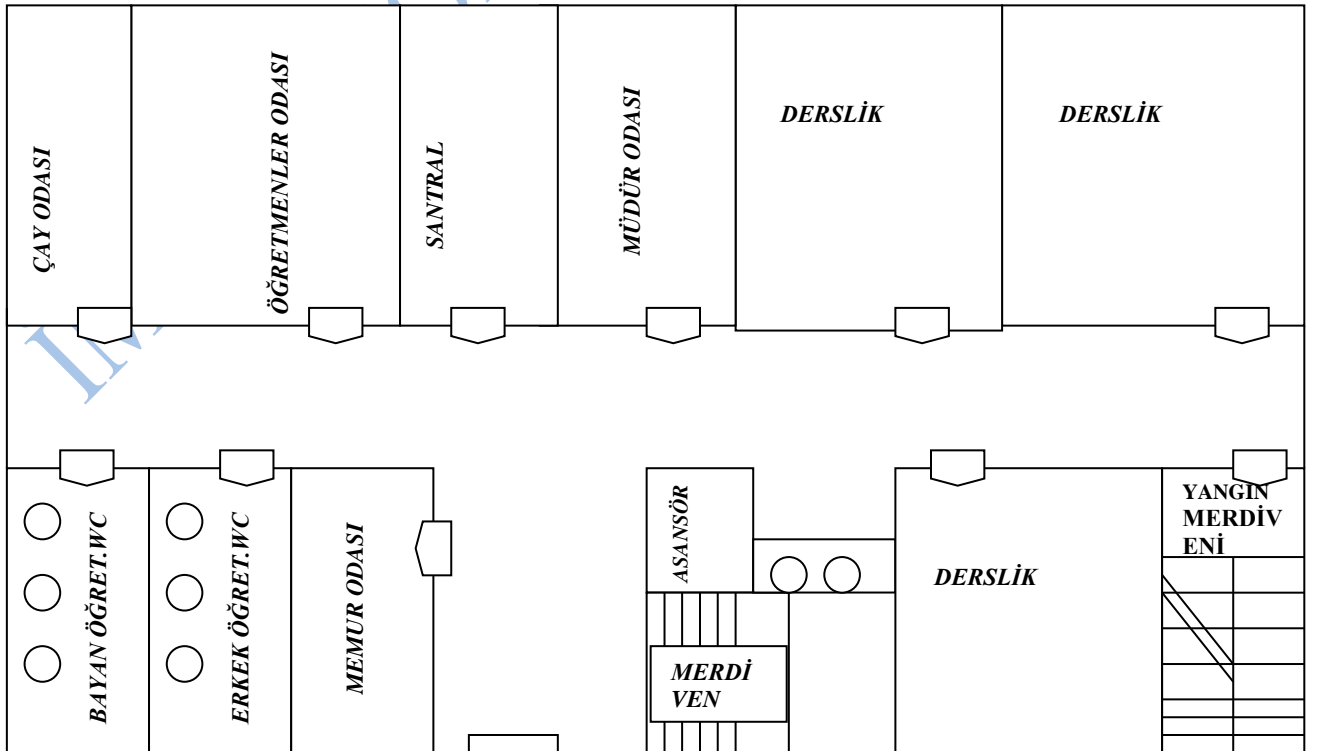 ÇAY ODASI
ÖĞRETMENLER ODASI
SANTRAL
MÜDÜR ODASI
DERSLİK
DERSLİK
BAYAN ÖĞRET.WC
ERKEK ÖĞRET.WC
MEMUR ODASI
ASANSÖR
MERDİ
VEN
DERSLİK
YANGIN
MERDİV
ENİ